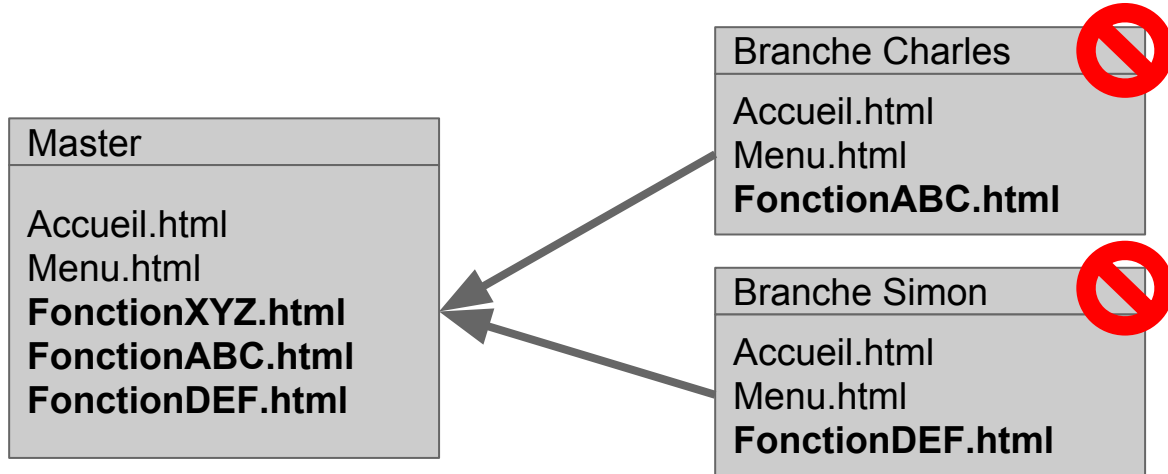 Master
Accueil.html
Menu.html
FonctionXYZ.html
FonctionABC.html
FonctionDEF.html
Branche Charles
Accueil.html
Menu.html
FonctionABC.html
Branche Simon
Accueil.html
Menu.html
FonctionDEF.html